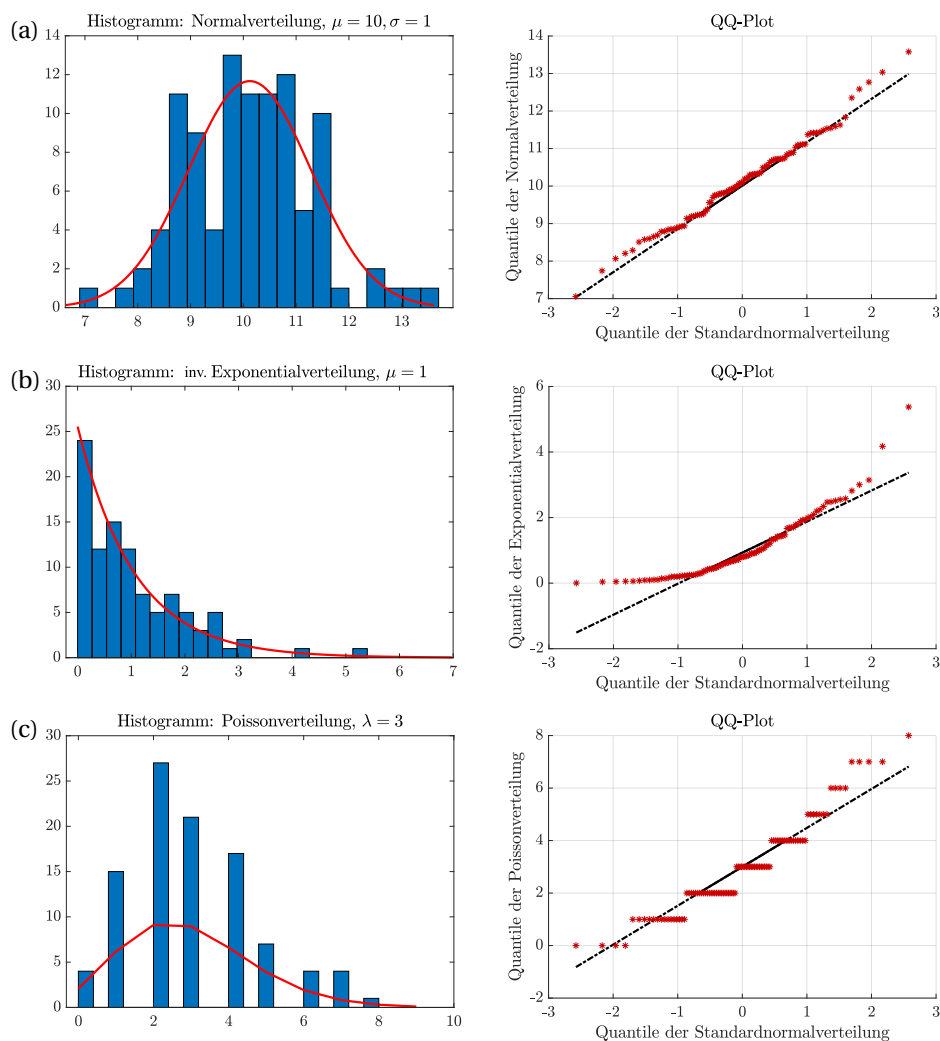 (a)
Histogramm: Normalverteilung, μ = 10, σ = 1
14
12
10
8
6
4
2
0
7 8 9 10 11 12 13
QQ-Plot
Quantile der Normalverteilung
14
13
12
11
10
9
8
7
-3 -2 -1 0 1 2 3
Quantile der Standardnormalverteilung
(b)
Histogramm: inv. Exponentialverteilung, μ = 1
30
25
20
15
10
5
0
0 1 2 3 4 5 6 7
QQ-Plot
Quantile der Exponentialverteilung
6
4
2
0
-2
-3 -2 -1 0 1 2 3
Quantile der Standardnormalverteilung
(c)
Histogramm: Poissonverteilung, λ = 3
30
25
20
15
10
5
0
0 2 4 6 8 10
QQ-Plot
Quantile der Poissonverteilung
8
6
4
2
0
-2
-3 -2 -1 0 1 2 3
Quantile der Standardnormalverteilung